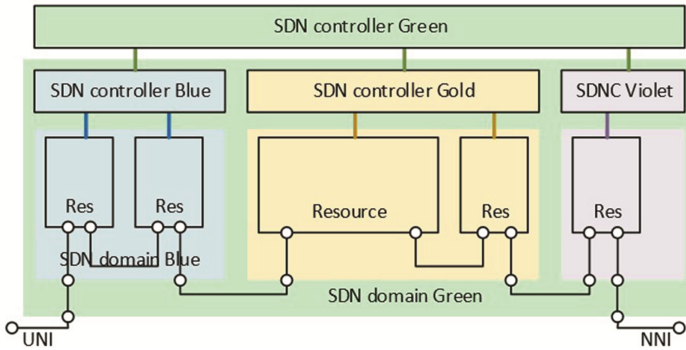 SDN controller Green
SDN controller Blue
SDN controller Gold
SDNC Violet
Res
Res
Resource
Res
Res
SDN domain Blue
SDN domain Green
UNI
NNI